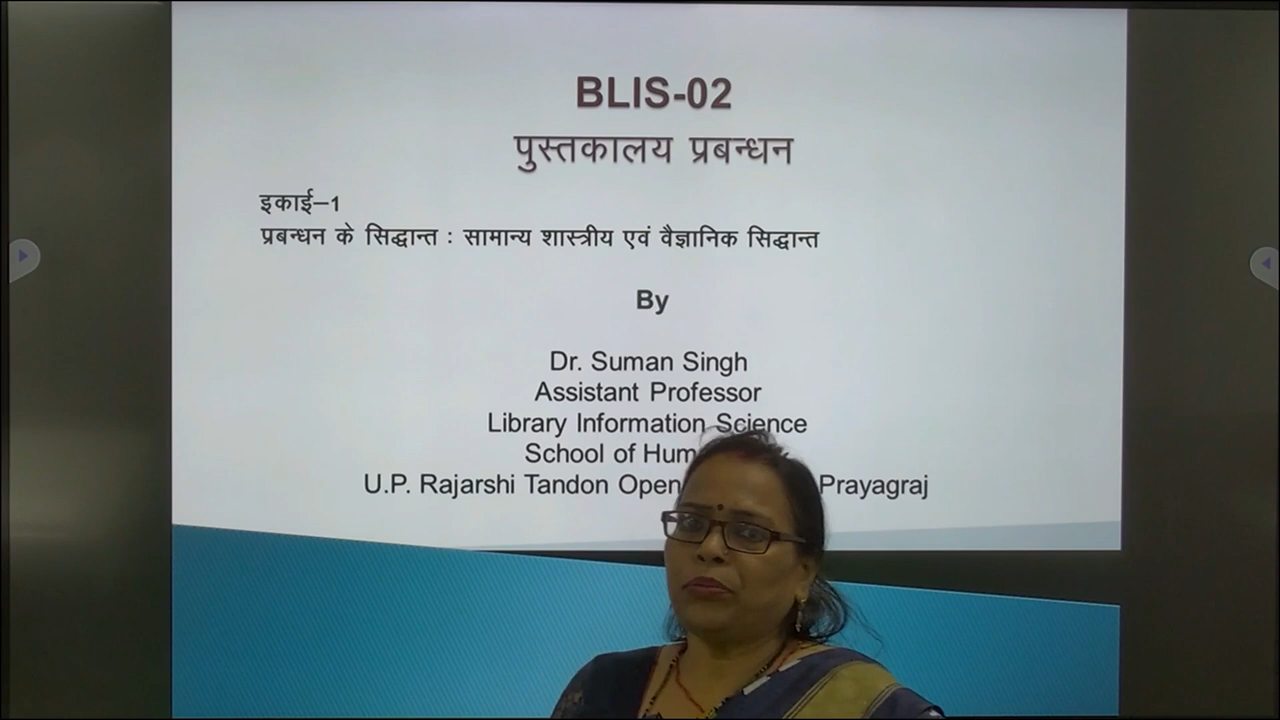 BLIS-02
पुस्तकालय प्रबन्धन
इकाई–1
प्रबन्धन के सिद्धान्त : सामान्य शास्त्रीय एवं वैज्ञानिक सिद्धान्त
By
Dr. Suman Singh
Assistant Professor
Library Information Science
School of
U.P. Rajarshi Tandon Open Prayagraj